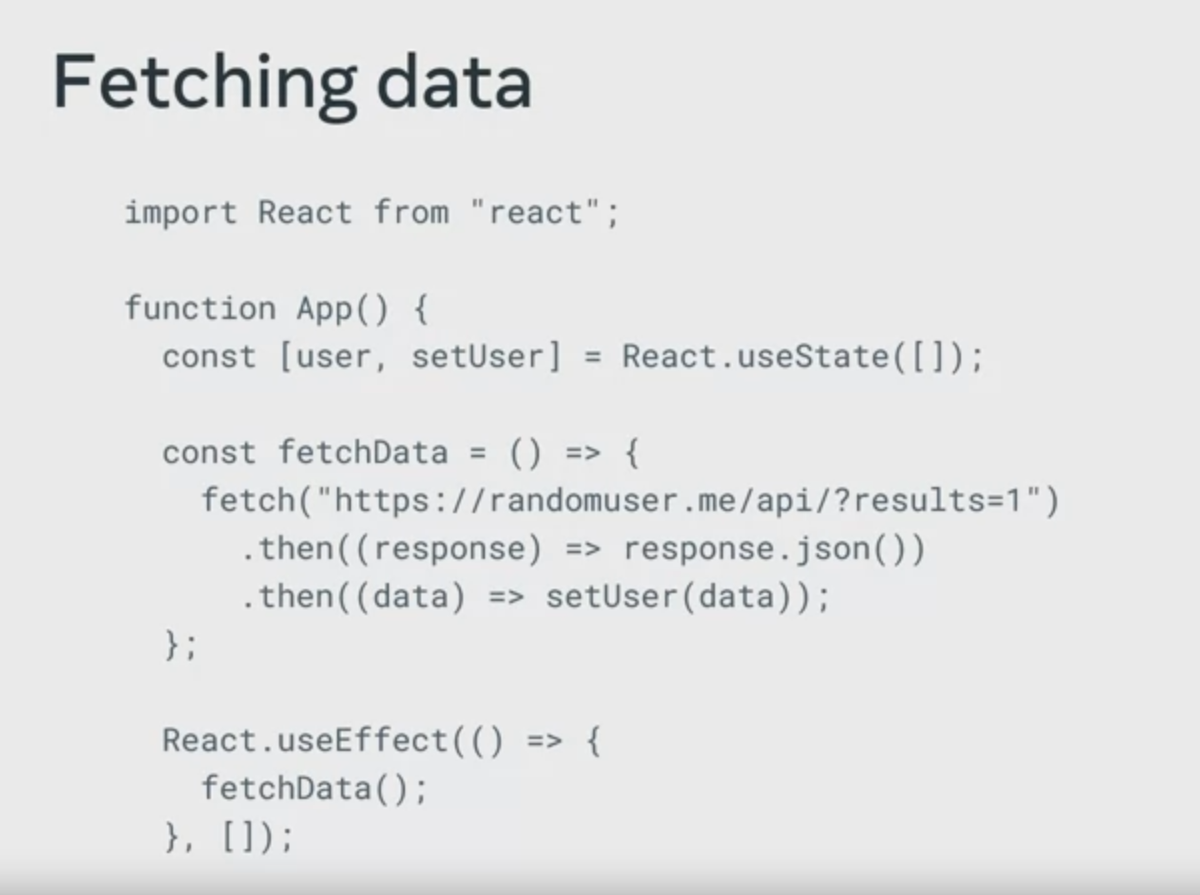 Fetching data
import React from "react";
function App() {
const [user, setUser] = React.useState([]);
const fetchData = () => {
fetch("https://randomuser.me/api/?results=1")
.then((response) => response.json())
.then((data) => setUser(data));
};
React.useEffect(() => {
fetchData();
}, []);